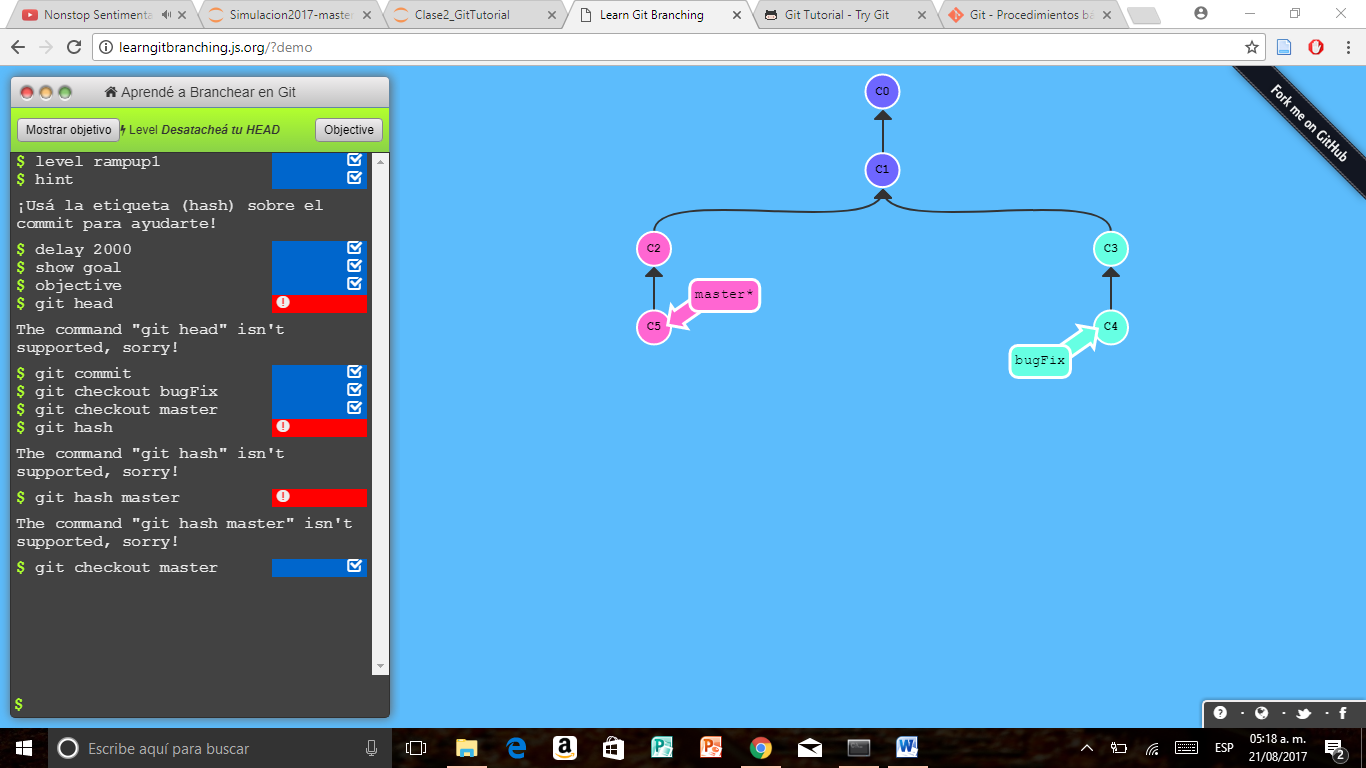 Nonstop Sentimenta
Simulacion2017-master
Clase2_GitTutorial
Learn Git Branching
Git Tutorial - Try Git
Git - Procedimientos bá
learngitbranching.js.org/?demo
Aprendé a Branchear en Git
Mostrar objetivo
Level Desatacheá tu HEAD
Objective
$ level rampup1
$ hint
¡Usá la etiqueta (hash) sobre el
commit para ayudarte!
$ delay 2000
$ show goal
$ objective
$ git head
The command "git head" isn't
supported, sorry!
$ git commit
$ git checkout bugFix
$ git checkout master
$ git hash
The command "git hash" isn't
supported, sorry!
$ git hash master
The command "git hash master" isn't
supported, sorry!
$ git checkout master
$
C0
C1
C2
C3
master*
C5
C4
bugFix
Fork me on GitHub
Escribe aquí para buscar
ESP
05:18 a. m.
21/08/2017
2